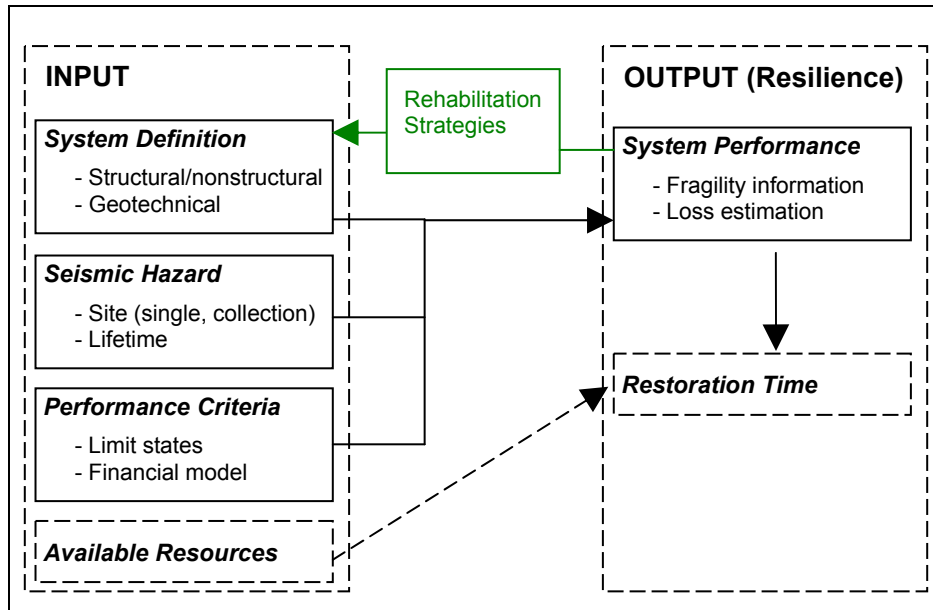 INPUT
System Definition
- Structural/nonstructural
- Geotechnical
Seismic Hazard
- Site (single, collection)
- Lifetime
Performance Criteria
- Limit states
- Financial model
Available Resources
Rehabilitation
Strategies
OUTPUT (Resilience)
System Performance
- Fragility information
- Loss estimation
Restoration Time